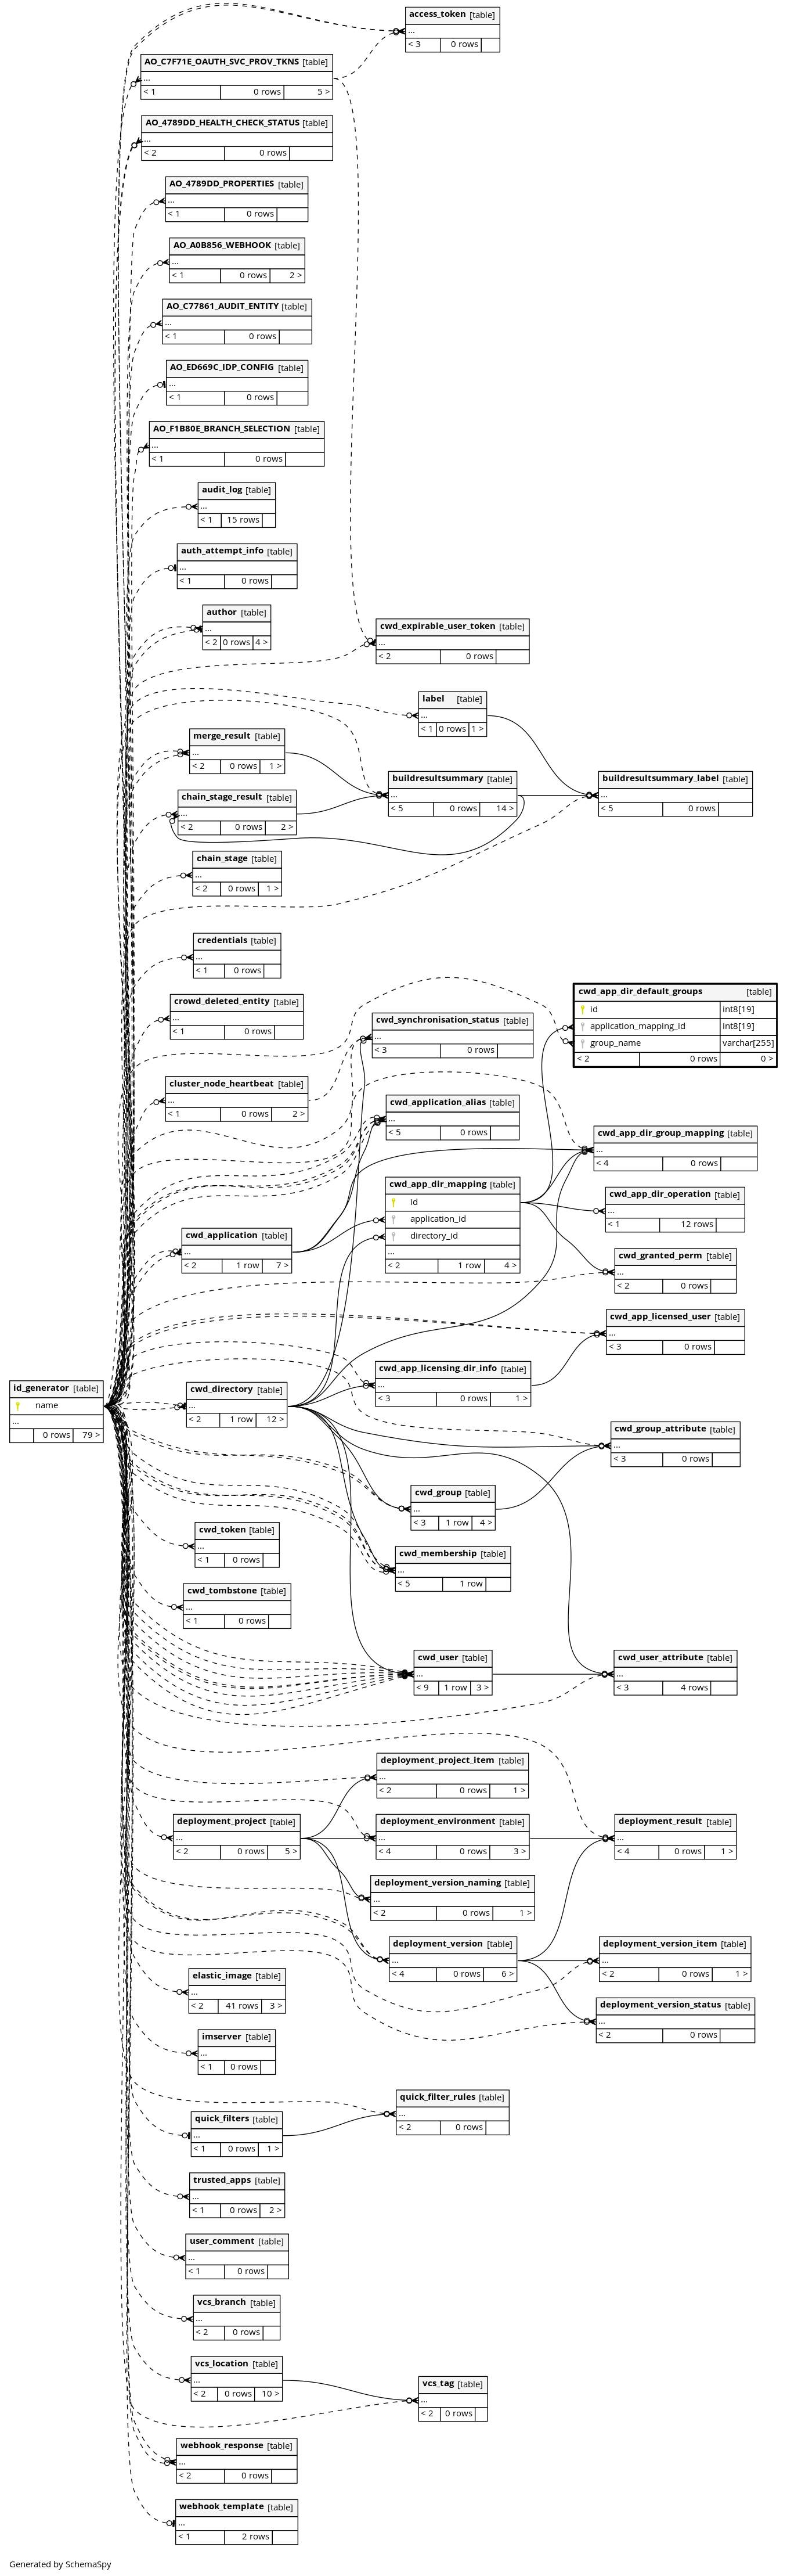 access_token [table]
...
< 3 0 rows
AO_C7F71E_OAUTH_SVC_PROV_TKNS [table]
...
< 1 0 rows 5 >
AO_4789DD_HEALTH_CHECK_STATUS [table]
...
< 2 0 rows
AO_4789DD_PROPERTIES [table]
...
< 1 0 rows
AO_A0B856_WEBHOOK [table]
...
< 1 0 rows 2 >
AO_C77861_AUDIT_ENTITY [table]
...
< 1 0 rows
AO_ED669C_IDP_CONFIG [table]
...
< 1 0 rows
AO_F1B80E_BRANCH_SELECTION [table]
...
< 1 0 rows
audit_log [table]
...
< 1 15 rows
auth_attempt_info [table]
...
< 1 0 rows
author [table]
...
< 2 0 rows 4 >
cwd_expirable_user_token [table]
...
< 2 0 rows
label [table]
...
< 1 0 rows 1 >
merge_result [table]
...
< 2 0 rows 1 >
buildresultsummary [table]
...
< 5 0 rows 14 >
buildresultsummary_label [table]
...
< 5 0 rows
chain_stage_result [table]
...
< 2 0 rows 2 >
chain_stage [table]
...
< 2 0 rows 1 >
credentials [table]
...
< 1 0 rows
crowd_deleted_entity [table]
...
< 1 0 rows
cwd_app_dir_default_groups [table]
id int8[19]
application_mapping_id int8[19]
group_name varchar[255]
< 2 0 rows 0 >
cwd_synchronisation_status [table]
...
< 3 0 rows
cluster_node_heartbeat [table]
...
< 1 0 rows 2 >
cwd_application_alias [table]
...
< 5 0 rows
cwd_app_dir_group_mapping [table]
...
< 4 0 rows
cwd_app_dir_mapping [table]
id
application_id
directory_id
...
< 2 1 row 4 >
cwd_app_dir_operation [table]
...
< 1 12 rows
cwd_application [table]
...
< 2 1 row 7 >
cwd_granted_perm [table]
...
< 2 0 rows
cwd_app_licensed_user [table]
...
< 3 0 rows
cwd_app_licensing_dir_info [table]
...
< 3 0 rows 1 >
id_generator [table]
name
...
0 rows 79 >
cwd_directory [table]
...
< 2 1 row 12 >
cwd_group_attribute [table]
...
< 3 0 rows
cwd_group [table]
...
< 3 1 row 4 >
cwd_token [table]
...
< 1 0 rows
cwd_membership [table]
...
< 5 1 row
cwd_tombstone [table]
...
< 1 0 rows
cwd_user [table]
...
< 9 1 row 3 >
cwd_user_attribute [table]
...
< 3 4 rows
deployment_project_item [table]
...
< 2 0 rows 1 >
deployment_project [table]
...
< 2 0 rows 5 >
deployment_environment [table]
...
< 4 0 rows 3 >
deployment_result [table]
...
< 4 0 rows 1 >
deployment_version_naming [table]
...
< 2 0 rows 1 >
deployment_version [table]
...
< 4 0 rows 6 >
deployment_version_item [table]
...
< 2 0 rows 1 >
elastic_image [table]
...
< 2 41 rows 3 >
deployment_version_status [table]
...
< 2 0 rows
imserver [table]
...
< 1 0 rows
quick_filter_rules [table]
...
< 2 0 rows
quick_filters [table]
...
< 1 0 rows 1 >
trusted_apps [table]
...
< 1 0 rows 2 >
user_comment [table]
...
< 1 0 rows
vcs_branch [table]
...
< 2 0 rows
vcs_location [table]
...
< 2 0 rows 10 >
vcs_tag [table]
...
< 2 0 rows
webhook_response [table]
...
< 2 0 rows
webhook_template [table]
...
< 1 2 rows
Generated by SchemaSpy